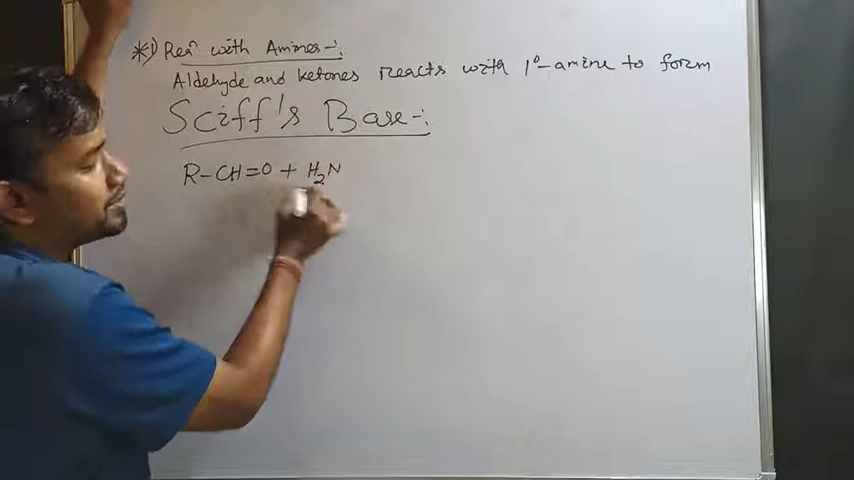 *) Reaⁿ with Amines -:
Aldehyde and ketones reacts with 1°-amine to form
Sciff's Base -:
R-CH=O + H₂N